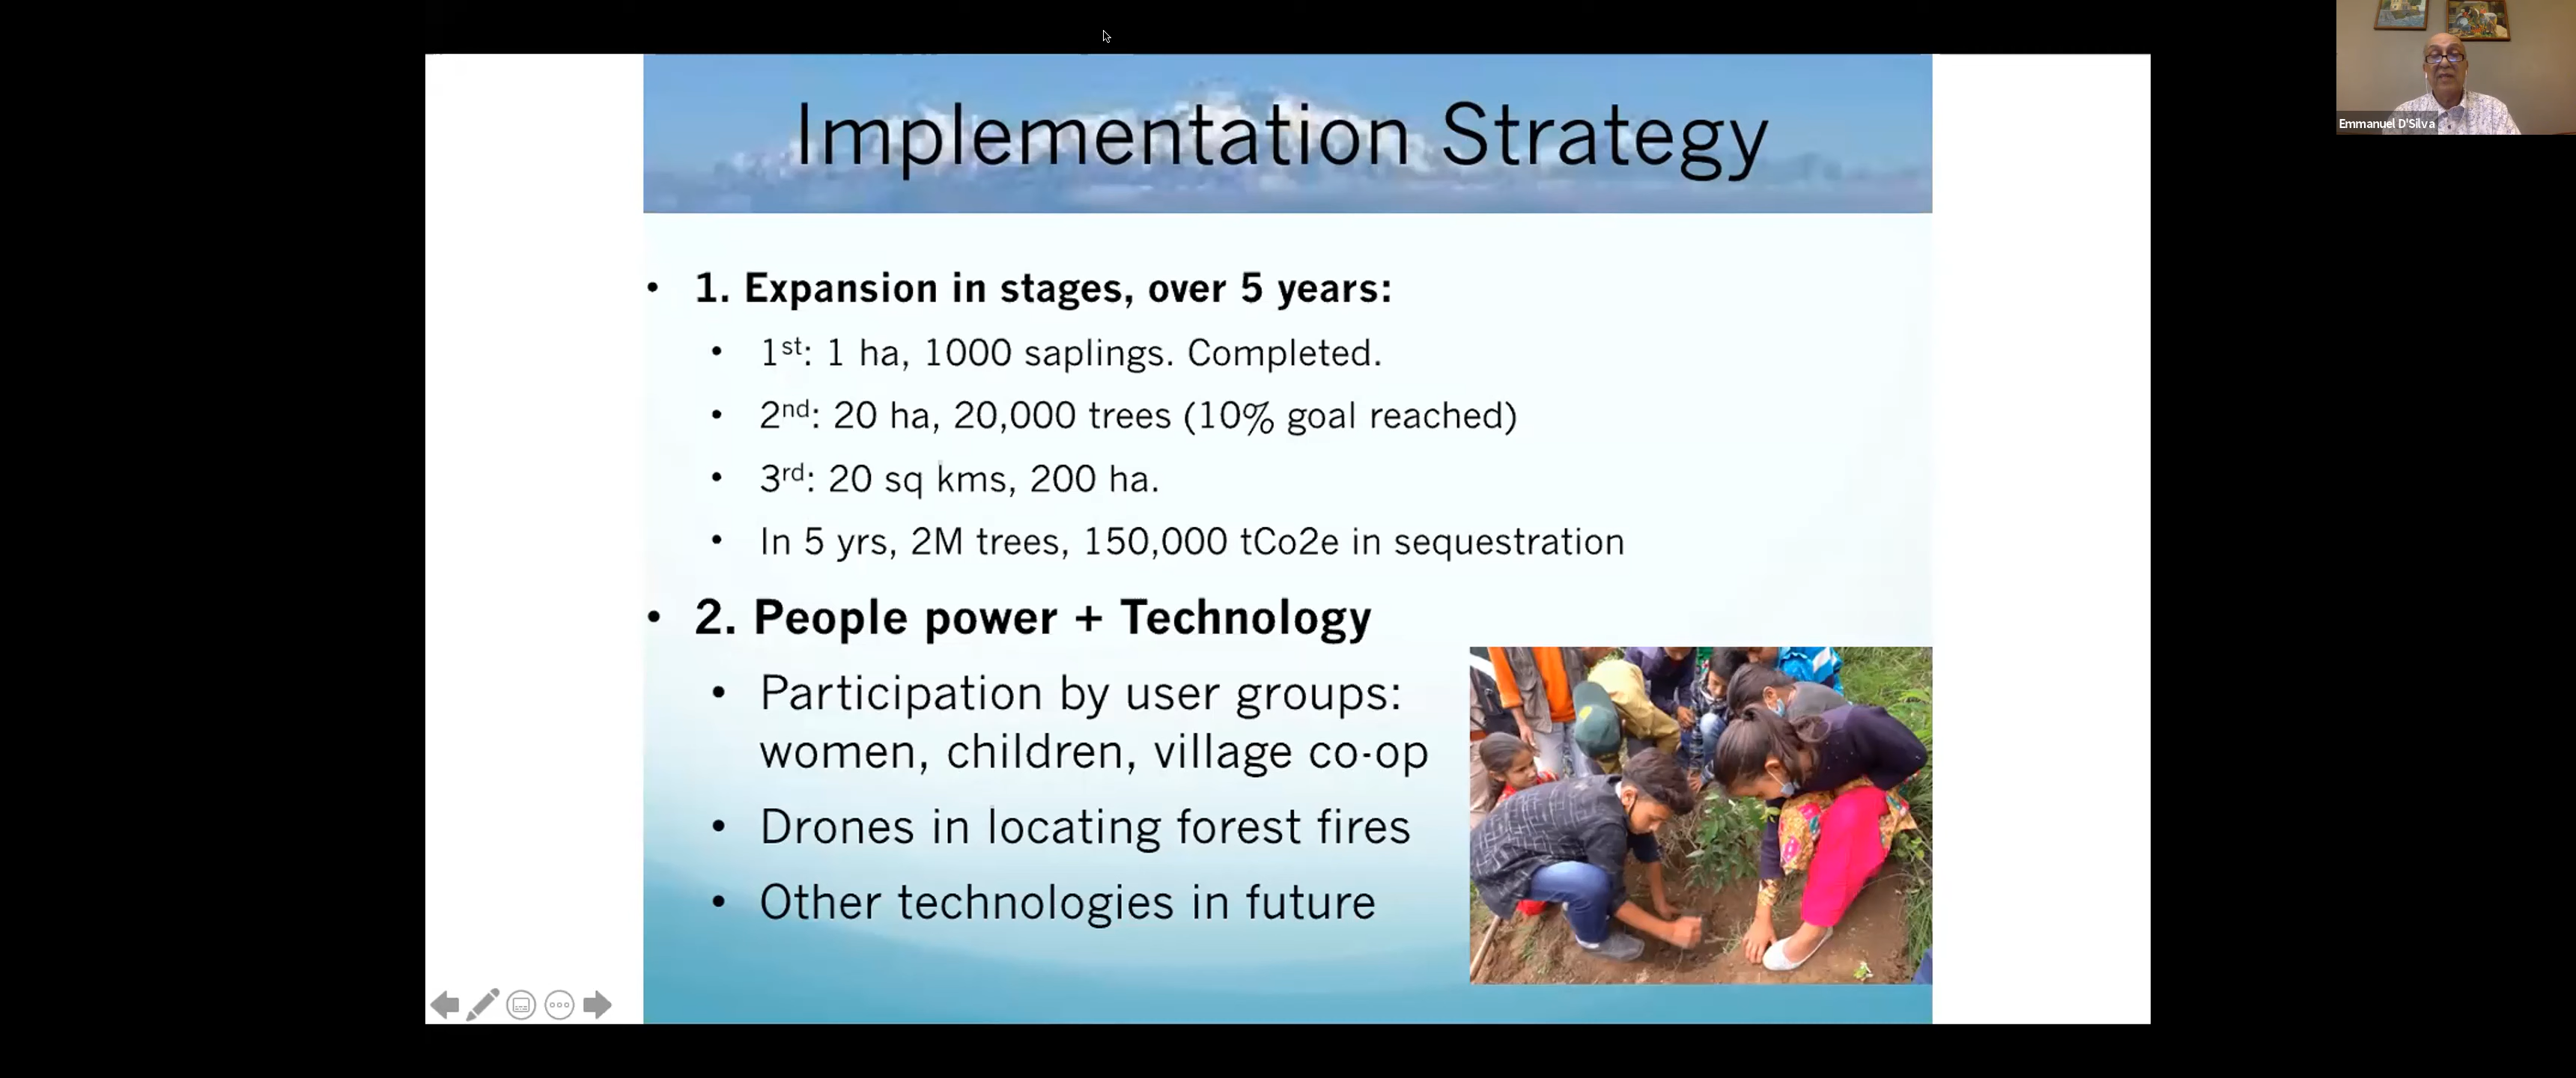 Implementation Strategy
Emmanuel D'Silva
• 1. Expansion in stages, over 5 years:
• 1st: 1 ha, 1000 saplings. Completed.
• 2nd: 20 ha, 20,000 trees (10% goal reached)
• 3rd: 20 sq kms, 200 ha.
• In 5 yrs, 2M trees, 150,000 tCo2e in sequestration
• 2. People power + Technology
• Participation by user groups:
women, children, village co-op
• Drones in locating forest fires
• Other technologies in future